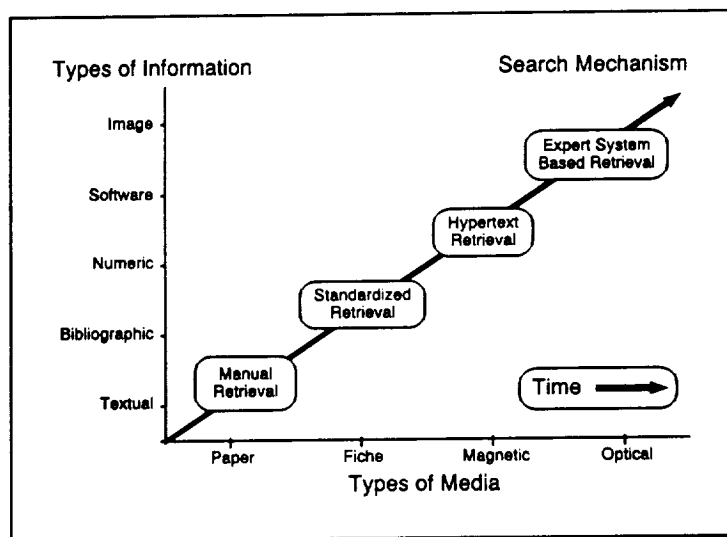 Types of Information
Search Mechanism
Image
Expert System
Based Retrieval
Software
Hypertext
Retrieval
Numeric
Standardized
Retrieval
Bibliographic
Manual
Retrieval
Time
Textual
Paper
Fiche
Magnetic
Optical
Types of Media